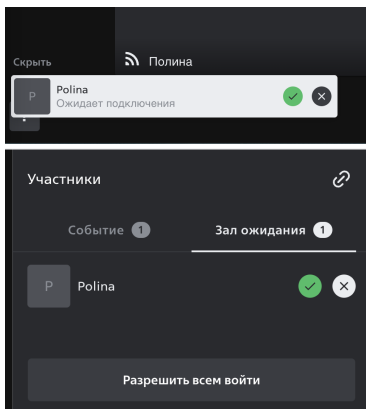 Скрыть
Полина
P
Polina
Ожидает подключения
Участники
Событие 1
Зал ожидания 1
P
Polina
Разрешить всем войти